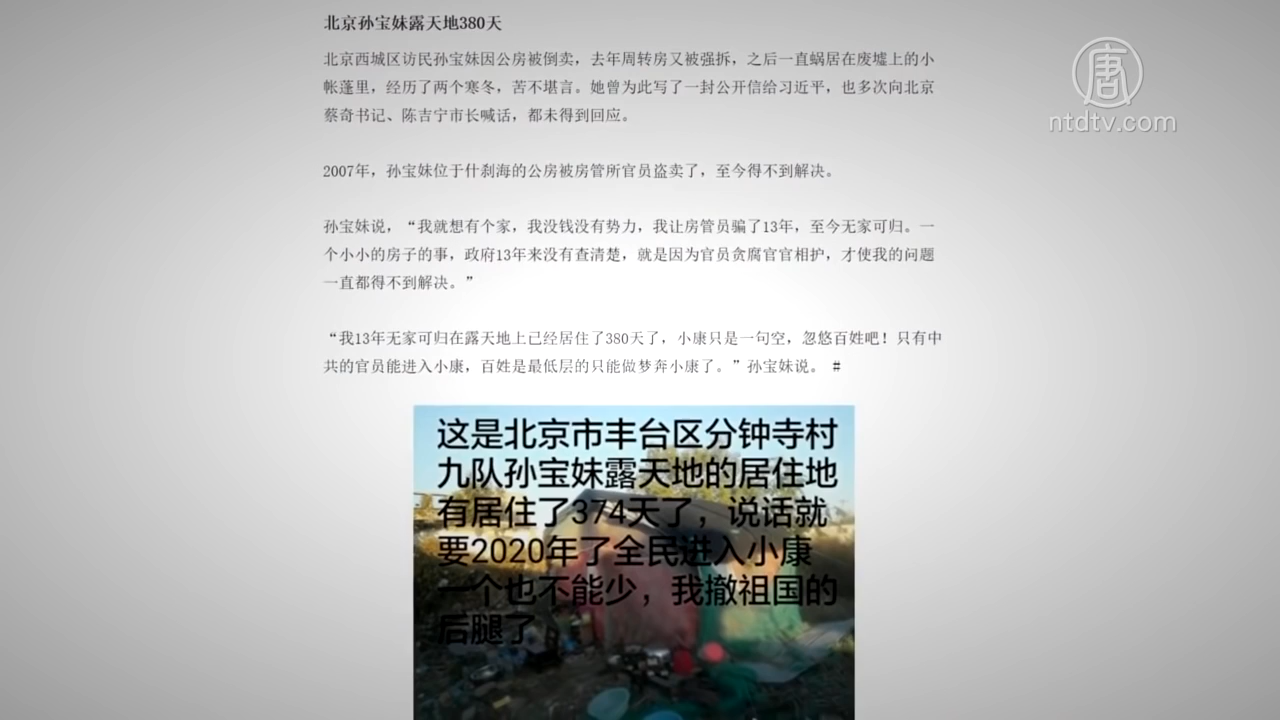 北京孙宝妹露天地380天
北京西城区访民孙宝妹因公房被倒卖，去年周转房又被强拆，之后一直蜗居在废墟上的小
帐蓬里，经历了两个寒冬，苦不堪言。她曾为此写了一封公开信给习近平，也多次向北京
蔡奇书记、陈吉宁市长喊话，都未得到回应。
唐
ntdtv.com
2007年，孙宝妹位于什刹海的公房被房管所官员盗卖了，至今得不到解决。
孙宝妹说，“我就想有个家，我没钱没有势力，我让房管员骗了13年，至今无家可归。一
个小小的房子的事，政府13年来没有查清楚，就是因为官员贪腐官官相护，才使我的问题
一直都得不到解决。”
“我13年无家可归在露天地上已经居住了380天了，小康只是一句空，忽悠百姓吧！只有中
共的官员能进入小康，百姓是最低层的只能做梦奔小康了。”孙宝妹说。 #
这是北京市丰台区分钟寺村
九队孙宝妹露天地的居住地
有居住了374天了，说话就
要2020年了全民进入小康
一个也不能少，我撤祖国的
后腿了